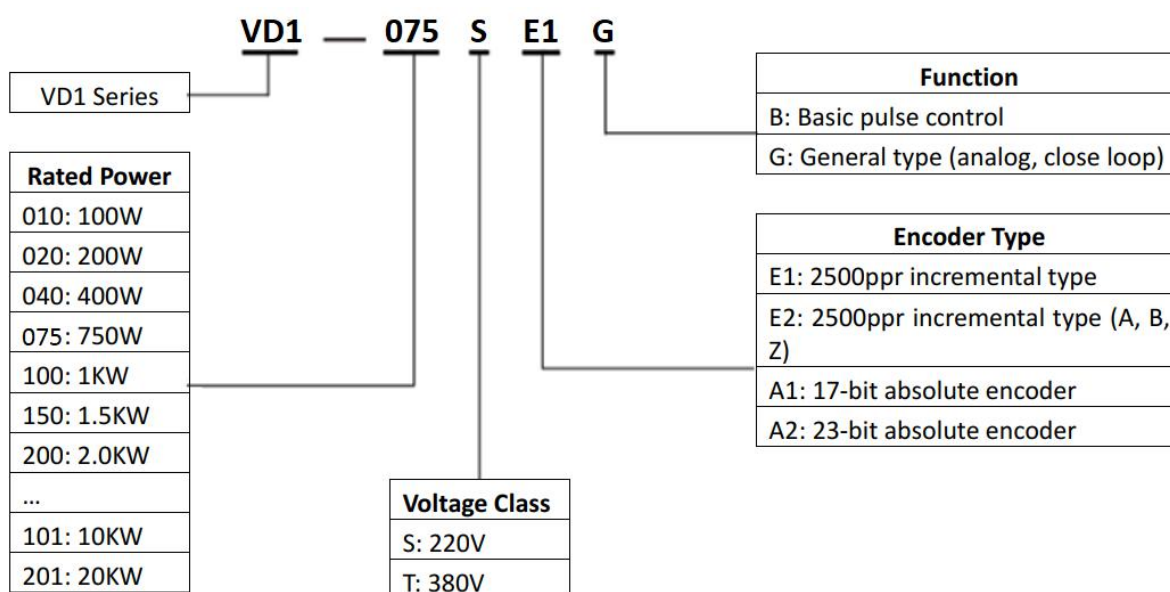 VD1 — 075 S E1 G
VD1 Series
Rated Power
010: 100W
020: 200W
040: 400W
075: 750W
100: 1KW
150: 1.5KW
200: 2.0KW
...
101: 10KW
201: 20KW
Voltage Class
S: 220V
T: 380V
Function
B: Basic pulse control
G: General type (analog, close loop)
Encoder Type
E1: 2500ppr incremental type
E2: 2500ppr incremental type (A, B,
Z)
A1: 17-bit absolute encoder
A2: 23-bit absolute encoder